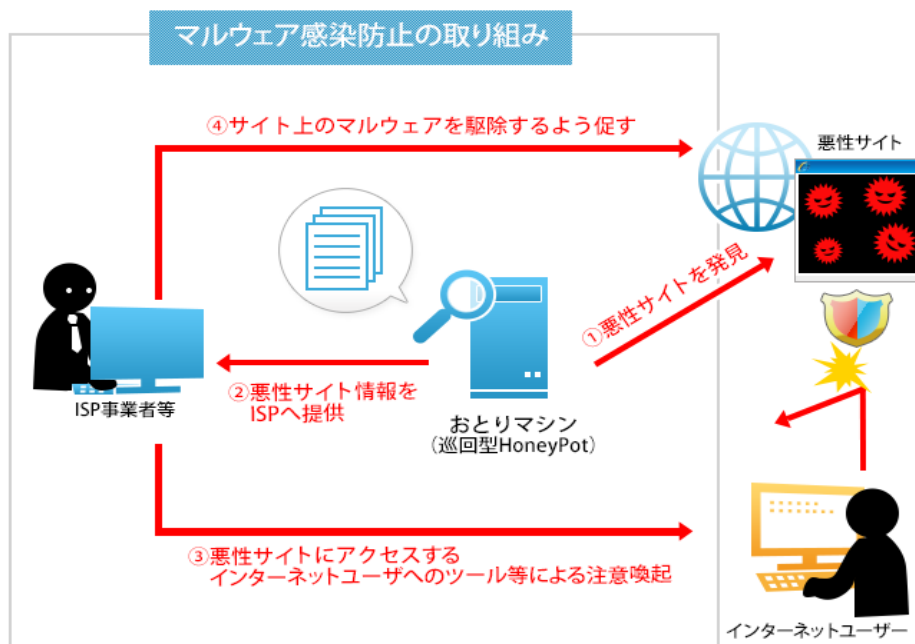 マルウェア感染防止の取り組み
④サイト上のマルウェアを駆除するよう促す
悪性サイト
①悪性サイトを発見
ISP事業者等
②悪性サイト情報を
ISPへ提供
おとりマシン
（巡回型HoneyPot）
③悪性サイトにアクセスする
インターネットユーザへのツール等による注意喚起
インターネットユーザー